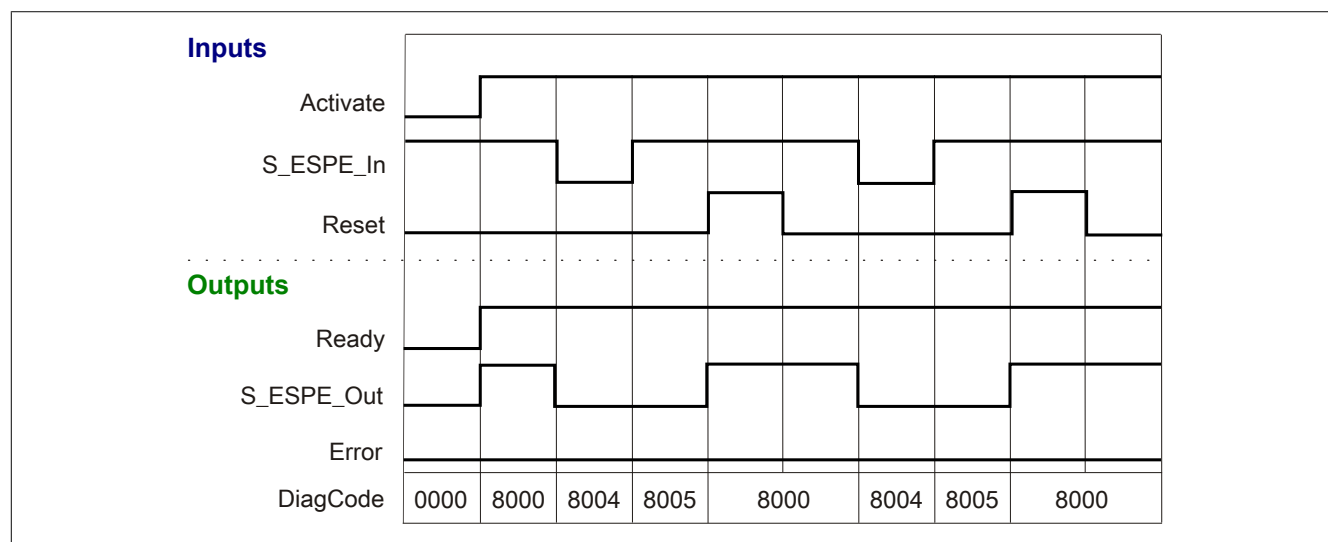 Inputs
Activate
S_ESPE_In
Reset
Outputs
Ready
S_ESPE_Out
Error
DiagCode 0000 8000 8004 8005 8000 8004 8005 8000